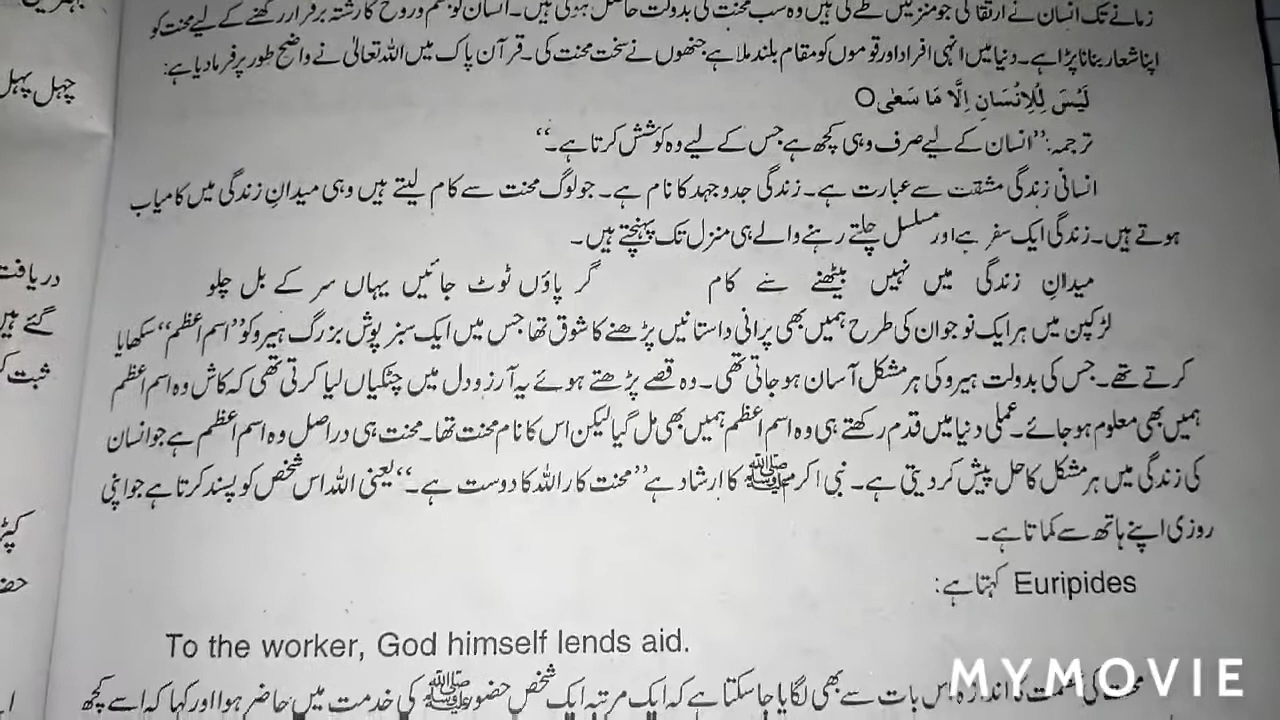 زمانے تک انسان نے ارتقا کی جو منزلیں طے کی ہیں وہ سب محنت کی بدولت حاصل ہوئی ہیں۔ انسان کو جسم و روح کا رشتہ برقرار رکھنے کے لیے محنت کو
اپنا شعار بنانا پڑا ہے۔ دنیا میں انہی افراد اور قوموں کو مقام بلند ملا ہے جنھوں نے سخت محنت کی۔ قرآن پاک میں اللہ تعالیٰ نے واضح طور پر فرما دیا ہے:
لَیْسَ لِلْاِنْسَانِ اِلَّا مَا سَعٰی○
ترجمہ: ”انسان کے لیے صرف وہی کچھ ہے جس کے لیے وہ کوشش کرتا ہے۔“
انسانی زندگی مشقت سے عبارت ہے۔ زندگی جدوجہد کا نام ہے۔ جو لوگ محنت سے کام لیتے ہیں وہی میدانِ زندگی میں کامیاب
ہوتے ہیں۔ زندگی ایک سفر ہے اور مسلسل چلتے رہنے والے ہی منزل تک پہنچتے ہیں۔
میدانِ زندگی میں نہیں بیٹھنے سے کام گر پاؤں ٹوٹ جائیں یہاں سر کے بل چلو
لڑکپن میں ہر ایک نوجوان کی طرح ہمیں بھی پرانی داستانیں پڑھنے کا شوق تھا جس میں ایک سبز پوش بزرگ ہیرو کو ”اسم اعظم“ سکھایا
کرتے تھے۔ جس کی بدولت ہیرو کی ہر مشکل آسان ہو جاتی تھی۔ وہ قصے پڑھتے ہوئے یہ آرزو دل میں چٹکیاں لیا کرتی تھی کہ کاش وہ اسم اعظم
ہمیں بھی معلوم ہو جائے۔ عملی دنیا میں قدم رکھتے ہی وہ اسم اعظم ہمیں بھی مل گیا لیکن اس کا نام محنت تھا۔ محنت ہی دراصل وہ اسم اعظم ہے جو انسان
کی زندگی میں ہر مشکل کا حل پیش کر دیتی ہے۔ نبی اکرم ﷺ کا ارشاد ہے ”محنت کار اللہ کا دوست ہے۔“ یعنی اللہ اس شخص کو پسند کرتا ہے جو اپنی
روزی اپنے ہاتھ سے کماتا ہے۔
Euripides کہتا ہے:
To the worker, God himself lends aid.
محنت کی عظمت کا اندازہ اس بات سے بھی لگایا جا سکتا ہے کہ ایک مرتبہ ایک شخص حضور ﷺ کی خدمت میں حاضر ہوا اور کہا کہ اسے کچھ
چہل پہل
دریافت
گئے ہیں
ثبت
MYMOVIE